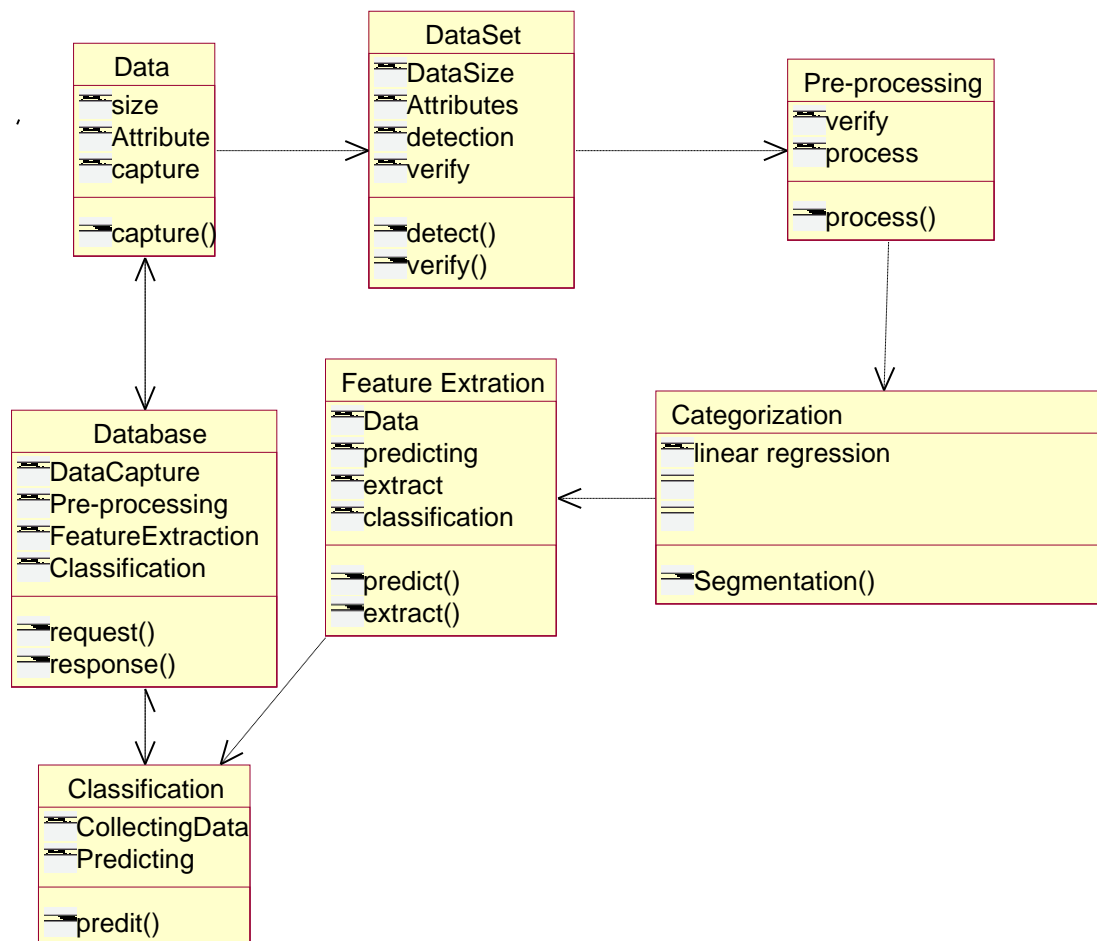 Data
size
Attribute
capture
capture()
DataSet
DataSize
Attributes
detection
verify
detect()
verify()
Pre-processing
verify
process
process()
Database
DataCapture
Pre-processing
FeatureExtraction
Classification
request()
response()
Feature Extration
Data
predicting
extract
classification
predict()
extract()
Categorization
linear regression
Segmentation()
Classification
CollectingData
Predicting
predit()